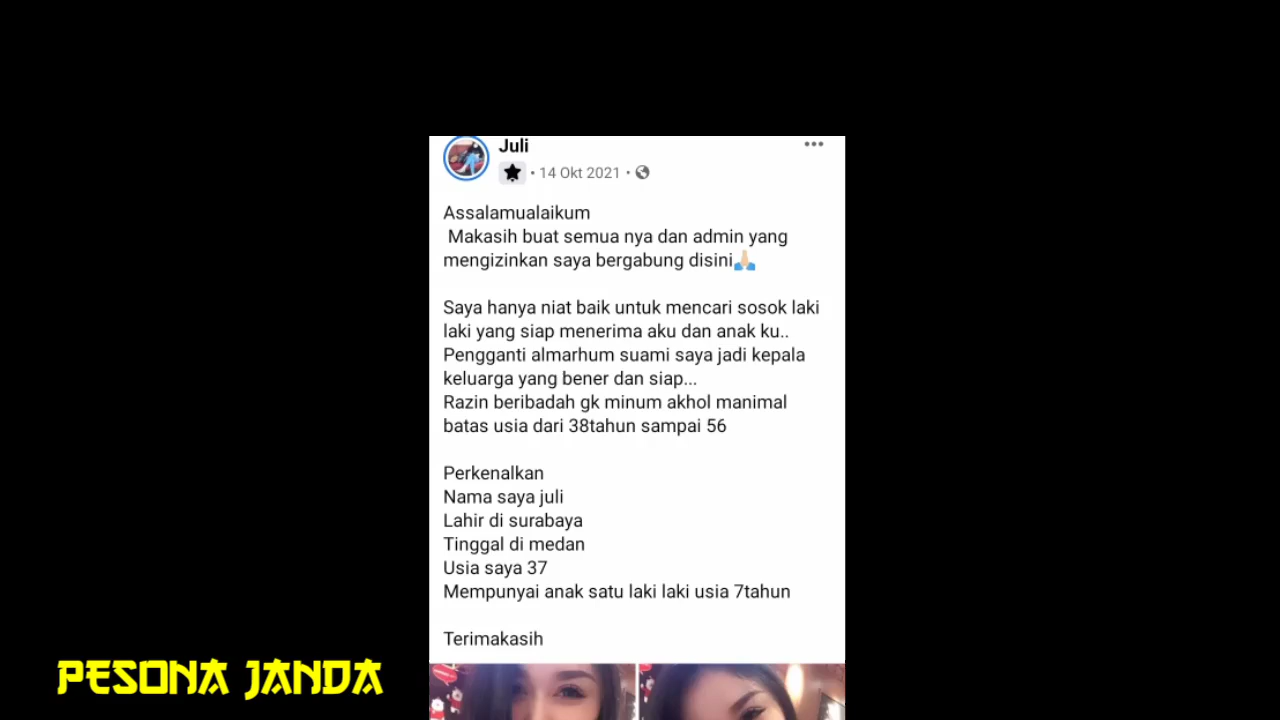 Juli
• 14 Okt 2021 •
Assalamualaikum
Makasih buat semua nya dan admin yang
mengizinkan saya bergabung disini🙏🏻
Saya hanya niat baik untuk mencari sosok laki
laki yang siap menerima aku dan anak ku..
Pengganti almarhum suami saya jadi kepala
keluarga yang bener dan siap...
Razin beribadah gk minum akhol manimal
batas usia dari 38tahun sampai 56
Perkenalkan
Nama saya juli
Lahir di surabaya
Tinggal di medan
Usia saya 37
Mempunyai anak satu laki laki usia 7tahun
Terimakasih
PESONA JANDA